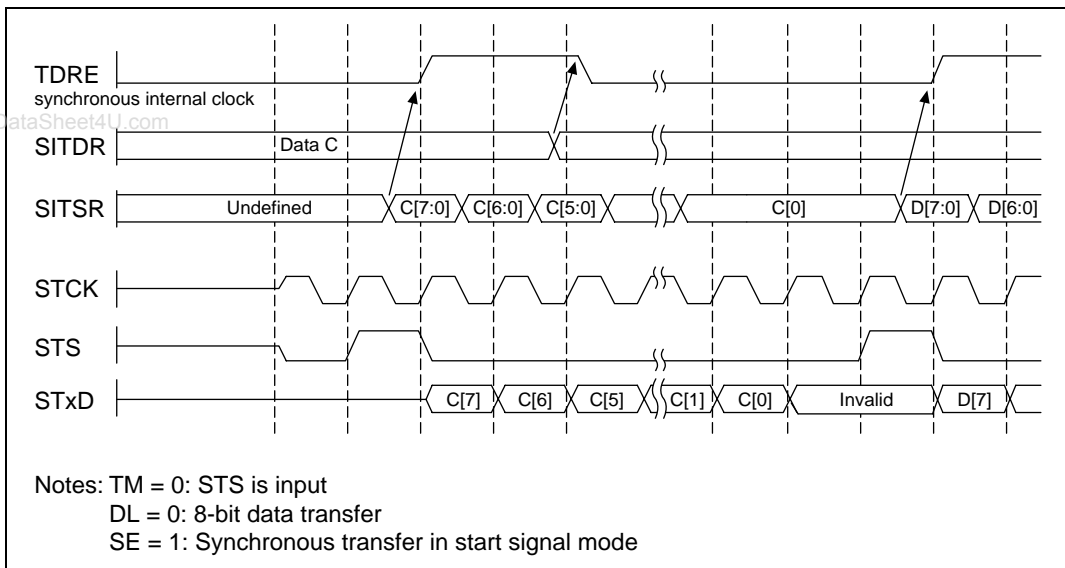 TDRE
synchronous internal clock
DataSheet4U.com
SITDR Data C
SITSR Undefined C[7:0] C[6:0] C[5:0] C[0] D[7:0] D[6:0]
STCK
STS
STxD C[7] C[6] C[5] C[1] C[0] Invalid D[7]
Notes: TM = 0: STS is input
DL = 0: 8-bit data transfer
SE = 1: Synchronous transfer in start signal mode